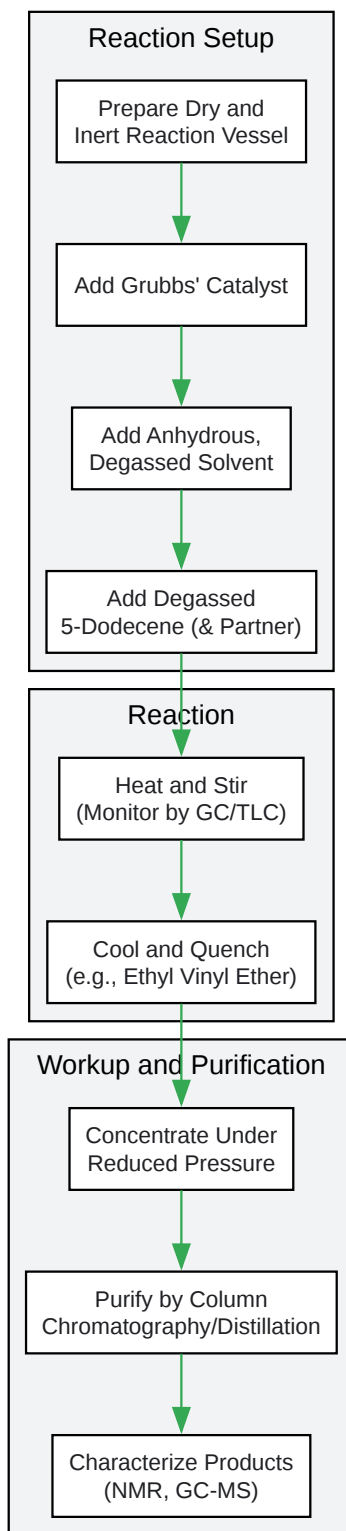 Reaction Setup
Prepare Dry and
Inert Reaction Vessel
Add Grubbs' Catalyst
Add Anhydrous,
Degassed Solvent
Add Degassed
5-Dodecene (& Partner)
Reaction
Heat and Stir
(Monitor by GC/TLC)
Cool and Quench
(e.g., Ethyl Vinyl Ether)
Workup and Purification
Concentrate Under
Reduced Pressure
Purify by Column
Chromatography/Distillation
Characterize Products
(NMR, GC-MS)